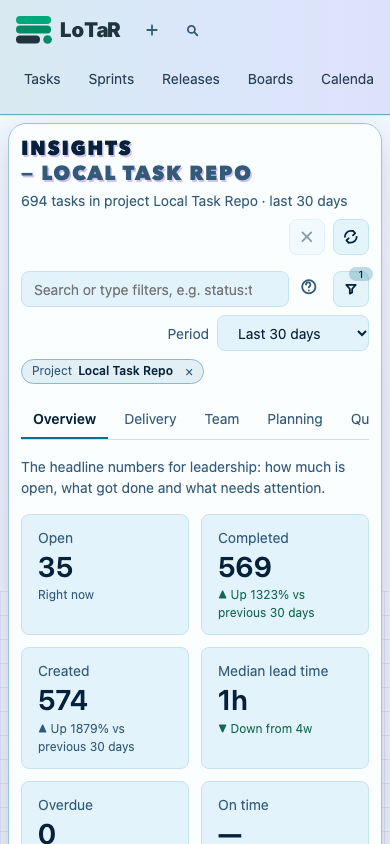 LoTaR
Tasks Sprints Releases Boards Calenda
INSIGHTS
– LOCAL TASK REPO
694 tasks in project Local Task Repo · last 30 days
1
Search or type filters, e.g. status:t
Period Last 30 days
Project Local Task Repo ×
Overview Delivery Team Planning Qu
The headline numbers for leadership: how much is
open, what got done and what needs attention.
Open
35
Right now
Completed
569
▲ Up 1323% vs
previous 30 days
Created
574
▲ Up 1879% vs
previous 30 days
Median lead time
1h
▼ Down from 4w
Overdue
0
On time
—